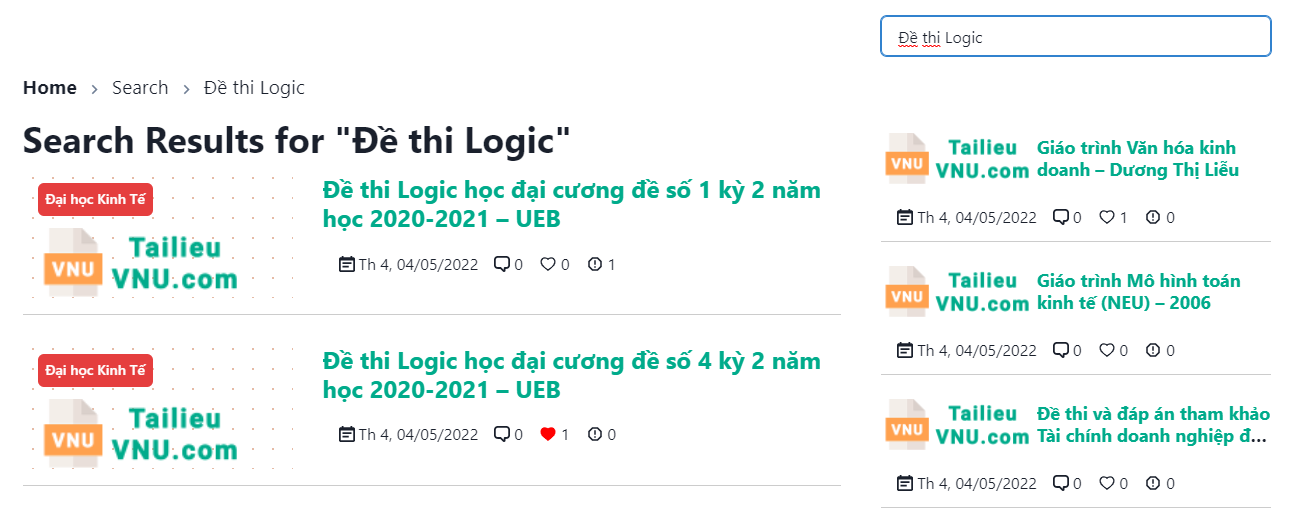 Đề thi Logic
Home > Search > Đề thi Logic
Search Results for "Đề thi Logic"
Đại học Kinh Tế
VNU
Tailieu
VNU.com
Đề thi Logic học đại cương đề số 1 kỳ 2 năm
học 2020-2021 – UEB
Th 4, 04/05/2022 0 0 1
Đại học Kinh Tế
VNU
Tailieu
VNU.com
Đề thi Logic học đại cương đề số 4 kỳ 2 năm
học 2020-2021 – UEB
Th 4, 04/05/2022 0 1 0
VNU
Tailieu
VNU.com
Giáo trình Văn hóa kinh
doanh – Dương Thị Liễu
Th 4, 04/05/2022 0 1 0
VNU
Tailieu
VNU.com
Giáo trình Mô hình toán
kinh tế (NEU) – 2006
Th 4, 04/05/2022 0 0 0
VNU
Tailieu
VNU.com
Đề thi và đáp án tham khảo
Tài chính doanh nghiệp đ...
Th 4, 04/05/2022 0 0 0